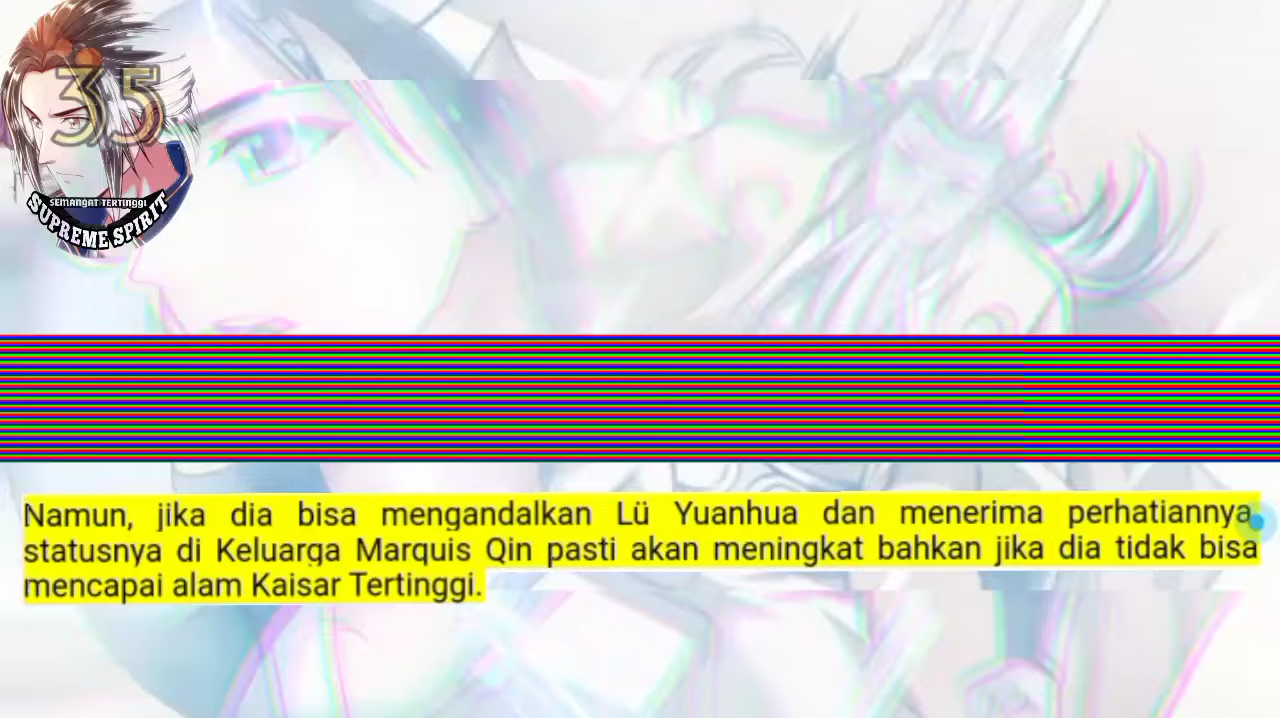 35
SEMANGAT TERTINGGI
SUPREME SPIRIT
Namun, jika dia bisa mengandalkan Lü Yuanhua dan menerima perhatiannya,
statusnya di Keluarga Marquis Qin pasti akan meningkat bahkan jika dia tidak bisa
mencapai alam Kaisar Tertinggi.